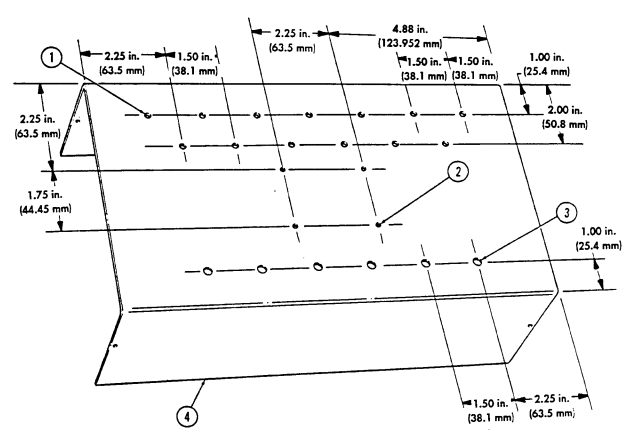 2.25 in.
(63.5 mm)
4.88 in.
(123.952 mm)
2.25 in.
(63.5 mm)
1.50 in.
(38.1 mm)
1.50 in.
(38.1 mm)
1.50 in.
(38.1 mm)
1.00 in.
(25.4 mm)
1
2.25 in.
(63.5 mm)
2.00 in.
(50.8 mm)
1.75 in.
(44.45 mm)
2
3
1.00 in.
(25.4 mm)
4
1.50 in.
(38.1 mm)
2.25 in.
(63.5 mm)